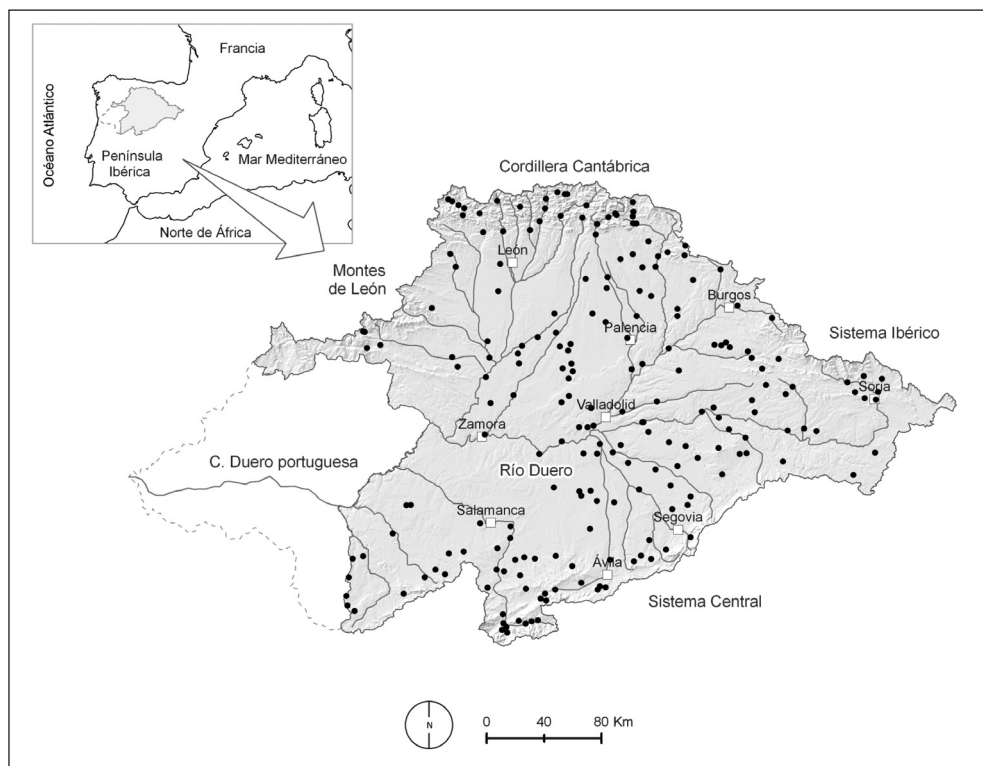 Francia
Océano Atlántico
Península
Ibérica
Mar Mediterráneo
Norte de África
Cordillera Cantábrica
León
Montes
de León
Burgos
Palencia
Sistema Ibérico
Soria
Valladolid
Zamora
C. Duero portuguesa
Río Duero
Salamanca
Segovia
Ávila
Sistema Central
N
0 40 80 Km